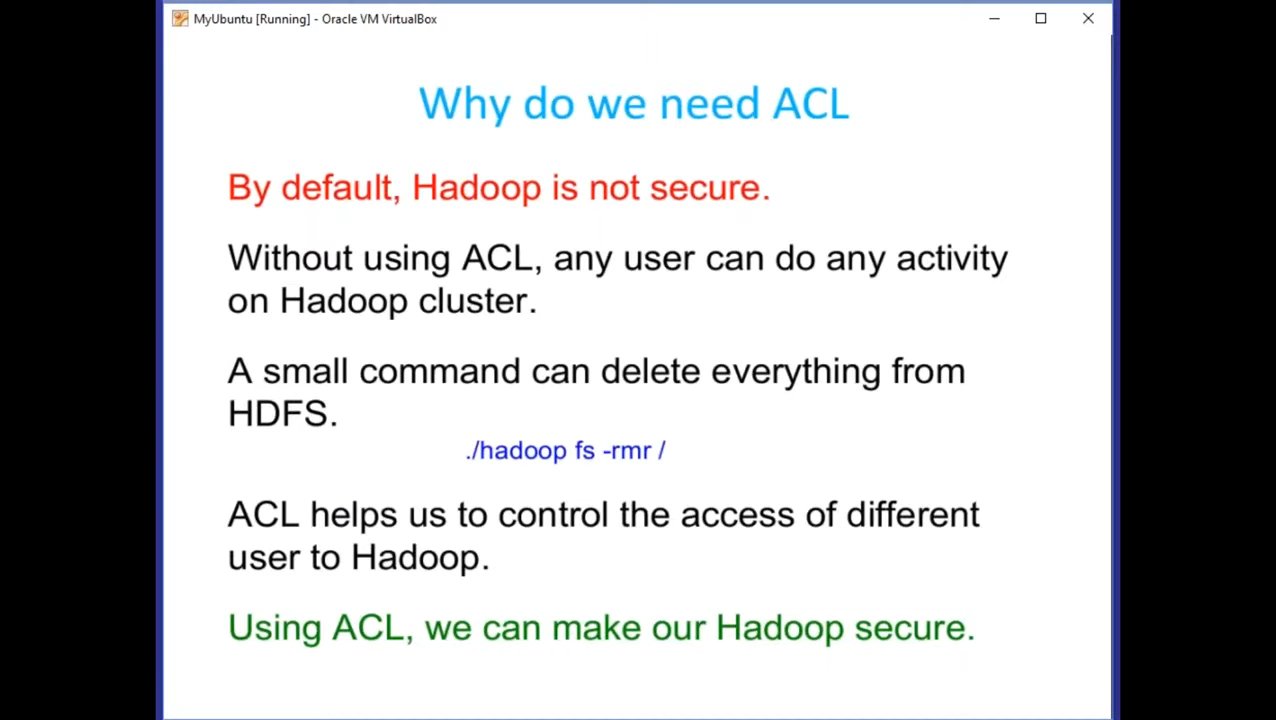 MyUbuntu [Running] - Oracle VM VirtualBox
Why do we need ACL
By default, Hadoop is not secure.
Without using ACL, any user can do any activity
on Hadoop cluster.
A small command can delete everything from
HDFS.
./hadoop fs -rmr /
ACL helps us to control the access of different
user to Hadoop.
Using ACL, we can make our Hadoop secure.